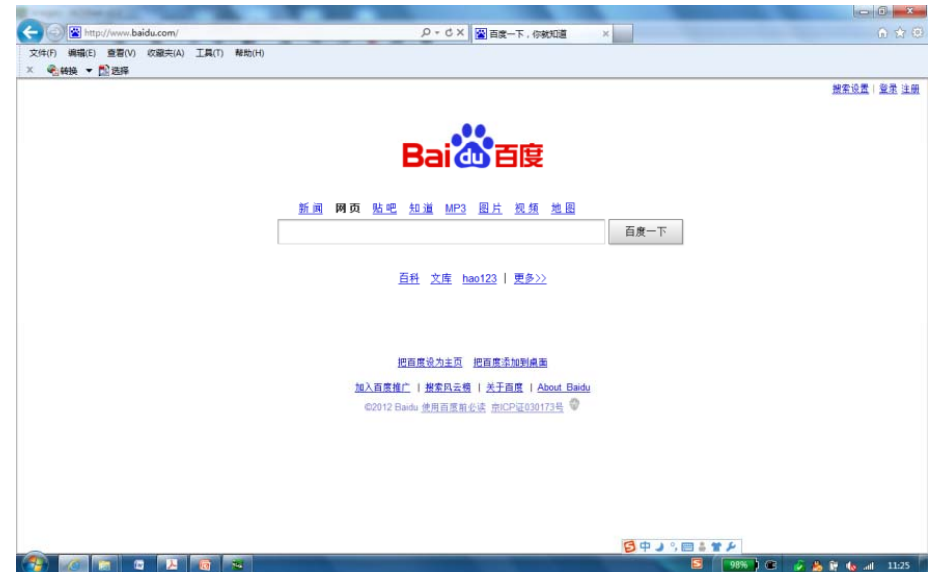 http://www.baidu.com/
百度一下，你就知道
文件(F) 编辑(E) 查看(V) 收藏夹(A) 工具(T) 帮助(H)
转换 选择
搜索设置 | 登录 注册
Bai du 百度
新闻 网页 贴吧 知道 MP3 图片 视频 地图
百度一下
百科 文库 hao123 | 更多>>
把百度设为主页 把百度添加到桌面
加入百度推广 | 搜索风云榜 | 关于百度 | About Baidu
©2012 Baidu 使用百度前必读 京ICP证030173号
中
98% 11:25